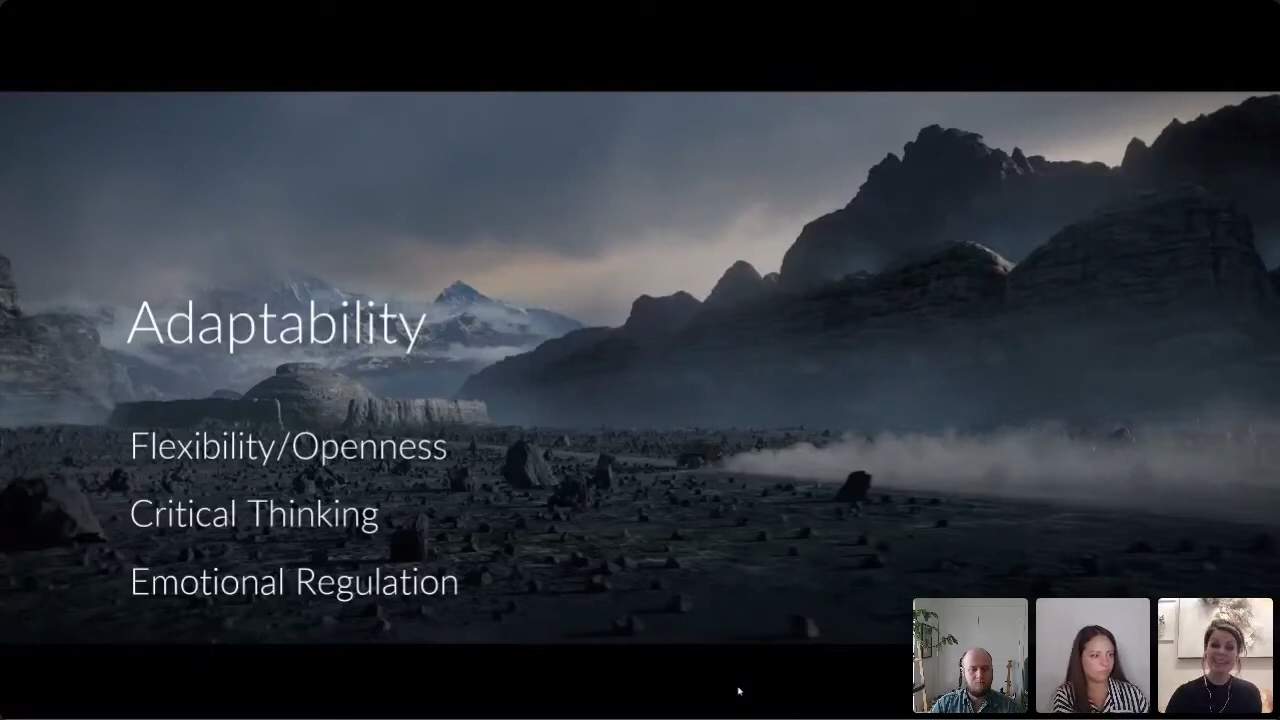 Adaptability
Flexibility/Openness
Critical Thinking
Emotional Regulation